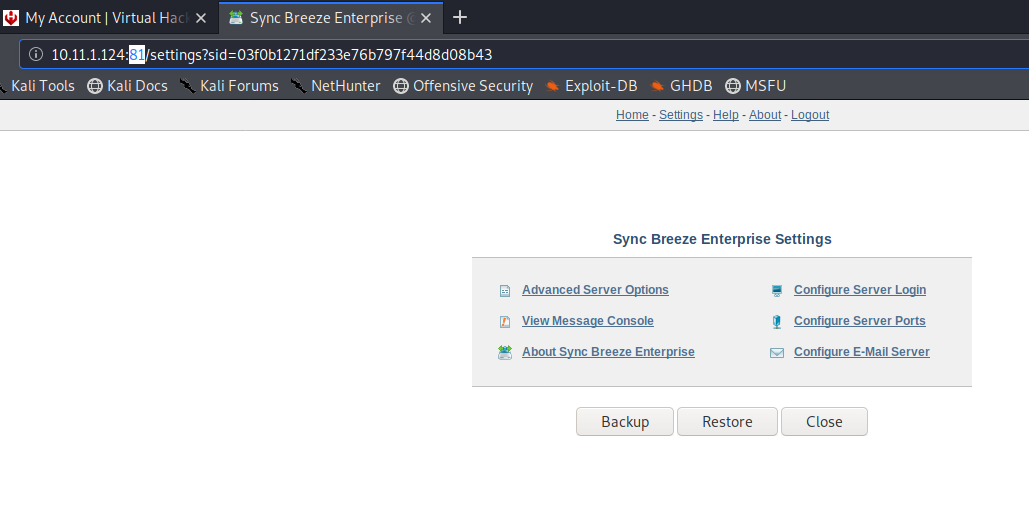 My Account | Virtual Hac
Sync Breeze Enterprise @
10.11.1.124:81/settings?sid=03f0b1271df233e76b797f44d8d08b43
Kali Tools Kali Docs Kali Forums NetHunter Offensive Security Exploit-DB GHDB MSFU
Home - Settings - Help - About - Logout
Sync Breeze Enterprise Settings
Advanced Server Options Configure Server Login
View Message Console Configure Server Ports
About Sync Breeze Enterprise Configure E-Mail Server
Backup Restore Close